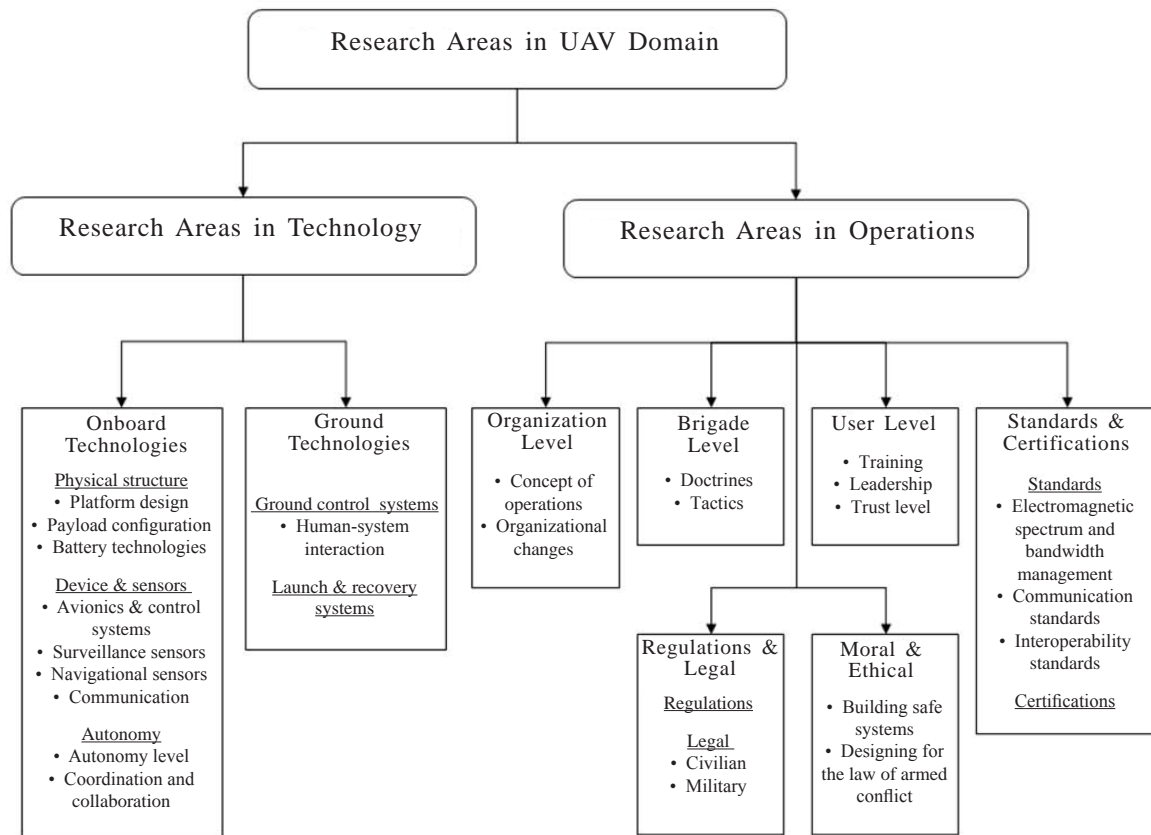 Research Areas in UAV Domain
Research Areas in Technology
Research Areas in Operations
Onboard
Technologies
Physical structure
• Platform design
• Payload configuration
• Battery technologies
Device & sensors
• Avionics & control
systems
• Surveillance sensors
• Navigational sensors
• Communication
Autonomy
• Autonomy level
• Coordination and
collaboration
Ground
Technologies
Ground control systems
• Human-system
interaction
Launch & recovery
systems
Organization
Level
• Concept of
operations
• Organizational
changes
Brigade
Level
• Doctrines
• Tactics
User Level
• Training
• Leadership
• Trust level
Standards &
Certifications
Standards
• Electromagnetic
spectrum and
bandwidth
management
• Communication
standards
• Interoperability
standards
Certifications
Regulations &
Legal
Regulations
Legal
• Civilian
• Military
Moral &
Ethical
• Building safe
systems
• Designing for
the law of armed
conflict